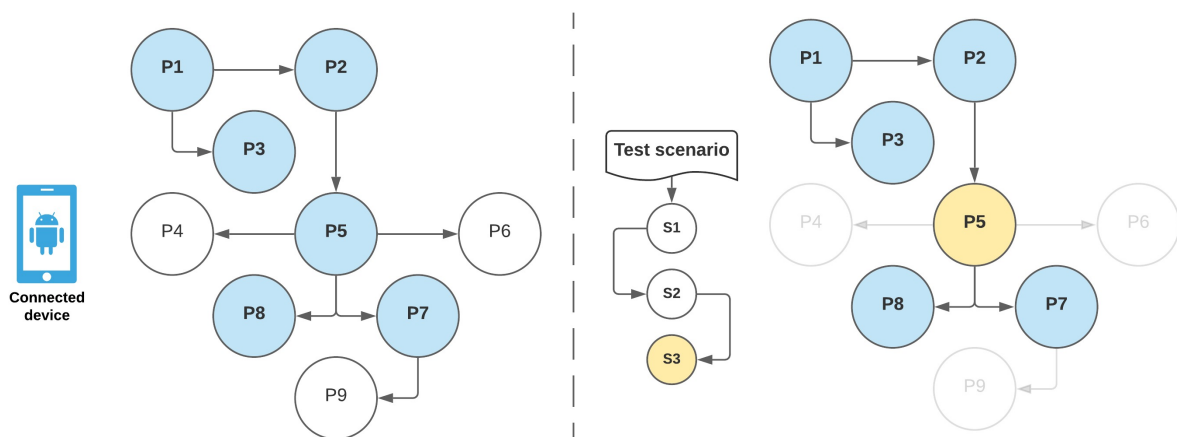 P1
P2
P3
P4
P5
P6
P8
P7
P9
Connected
device
Test scenario
S1
S2
S3
P1
P2
P3
P4
P5
P6
P8
P7
P9